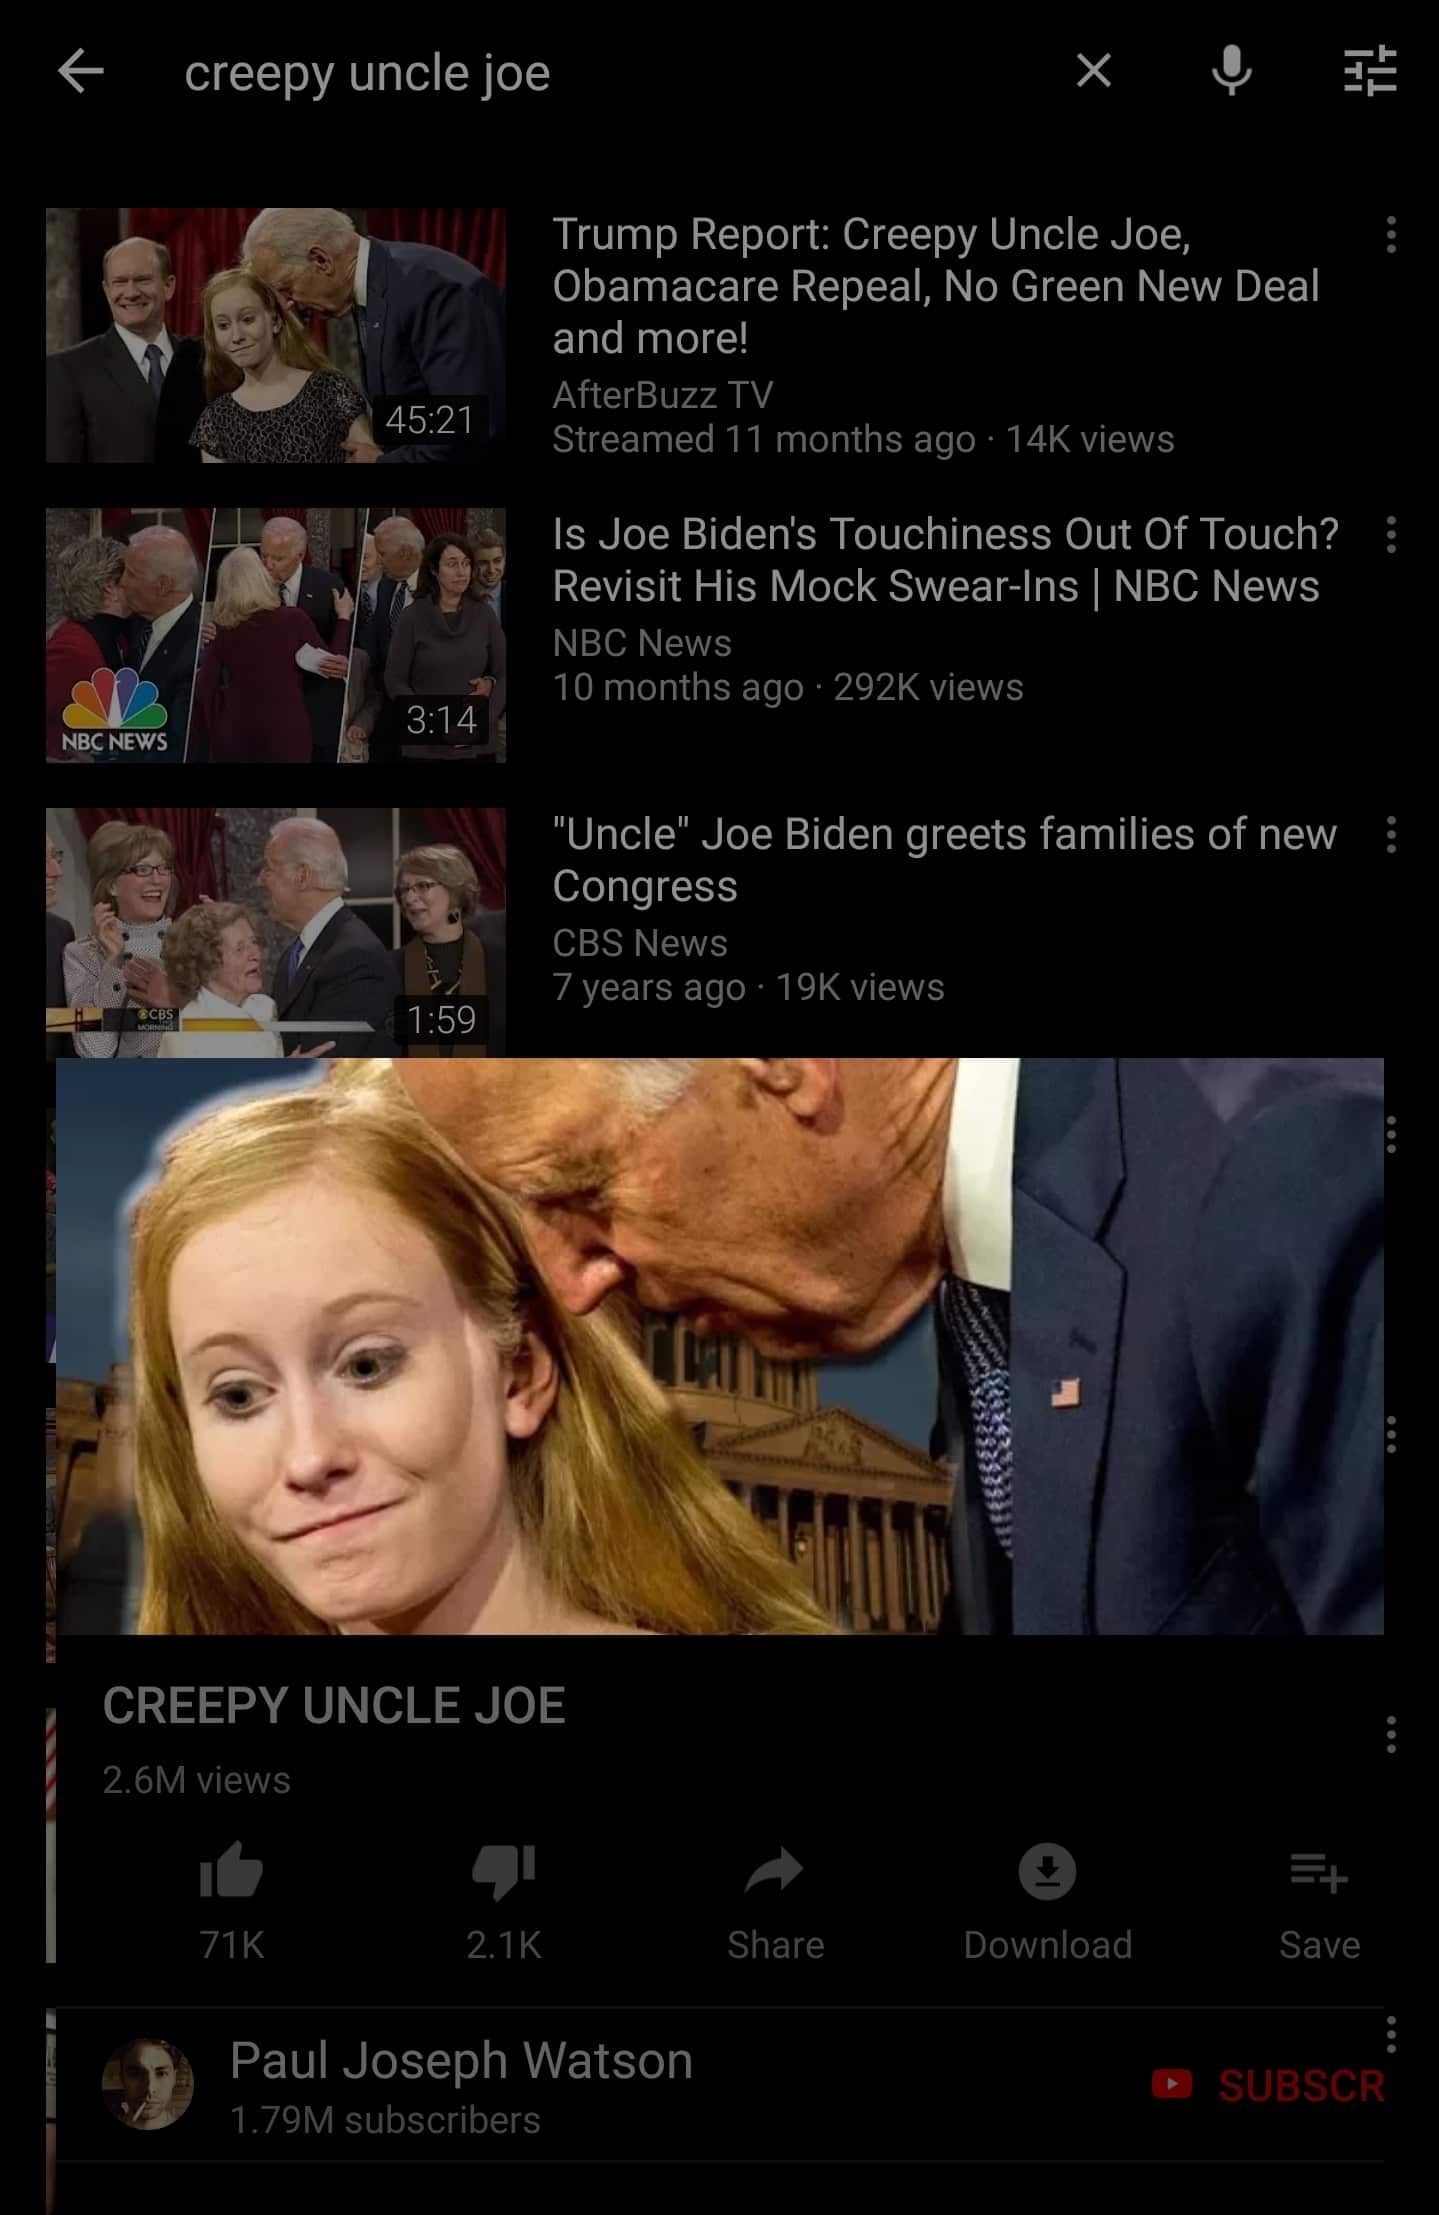 creepy uncle joe
Trump Report: Creepy Uncle Joe,
Obamacare Repeal, No Green New Deal
and more!
AfterBuzz TV
Streamed 11 months ago · 14K views
45:21
Is Joe Biden's Touchiness Out Of Touch?
Revisit His Mock Swear-Ins | NBC News
NBC News
10 months ago · 292K views
NBC NEWS
3:14
"Uncle" Joe Biden greets families of new
Congress
CBS News
7 years ago · 19K views
CBS
MORNING
1:59
CREEPY UNCLE JOE
2.6M views
71K
2.1K
Share
Download
Save
Paul Joseph Watson
1.79M subscribers
SUBSCR